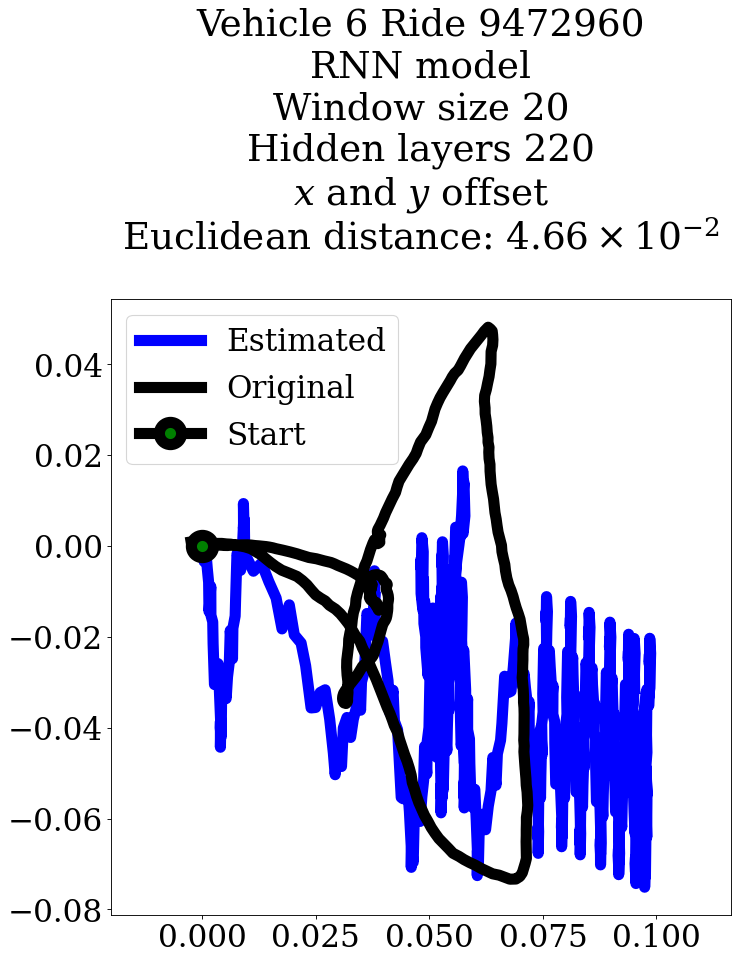 Vehicle 6 Ride 9472960
RNN model
Window size 20
Hidden layers 220
x and y offset
Euclidean distance: 4.66 × 10⁻²
Estimated
Original
Start
0.04
0.02
0.00
−0.02
−0.04
−0.06
−0.08
0.000 0.025 0.050 0.075 0.100